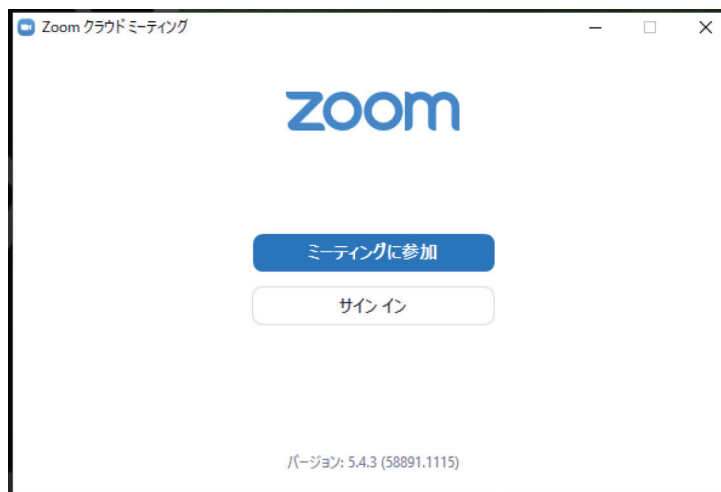 Zoom クラウド ミーティング
zoom
ミーティングに参加
サイン イン
バージョン: 5.4.3 (58891.1115)